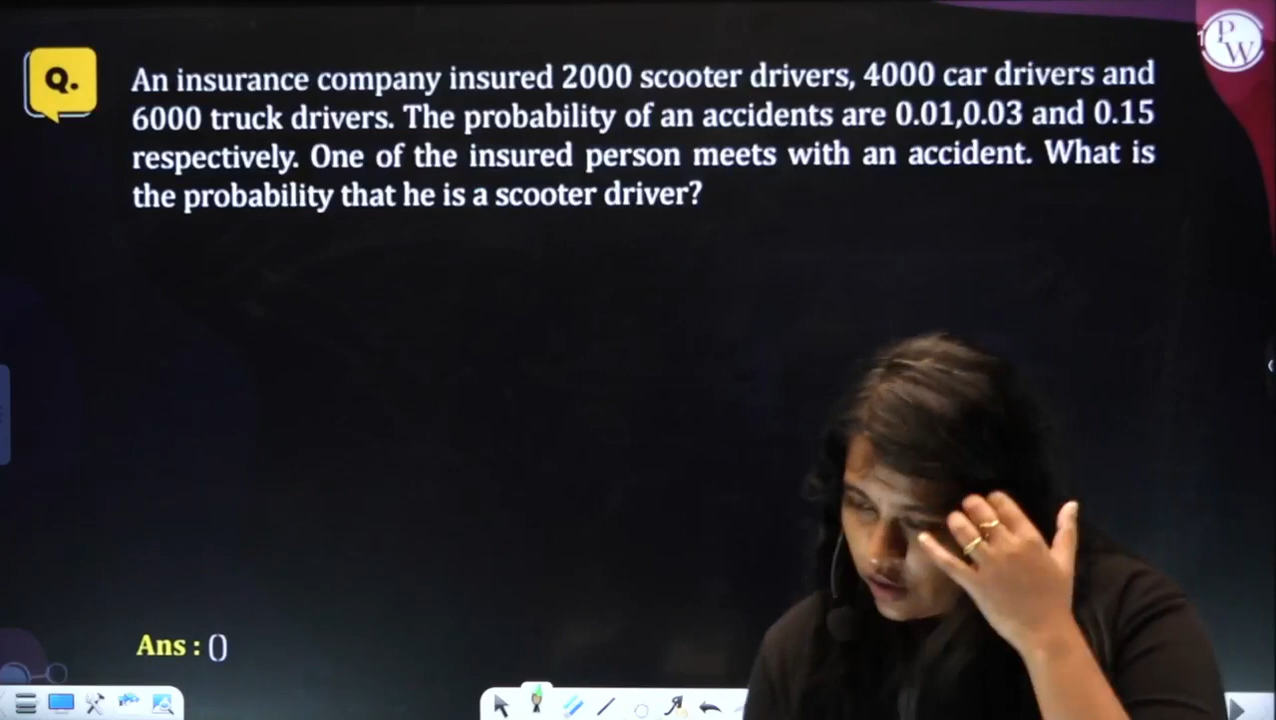 Q.
An insurance company insured 2000 scooter drivers, 4000 car drivers and
6000 truck drivers. The probability of an accidents are 0.01,0.03 and 0.15
respectively. One of the insured person meets with an accident. What is
the probability that he is a scooter driver?
Ans : ()
P
W